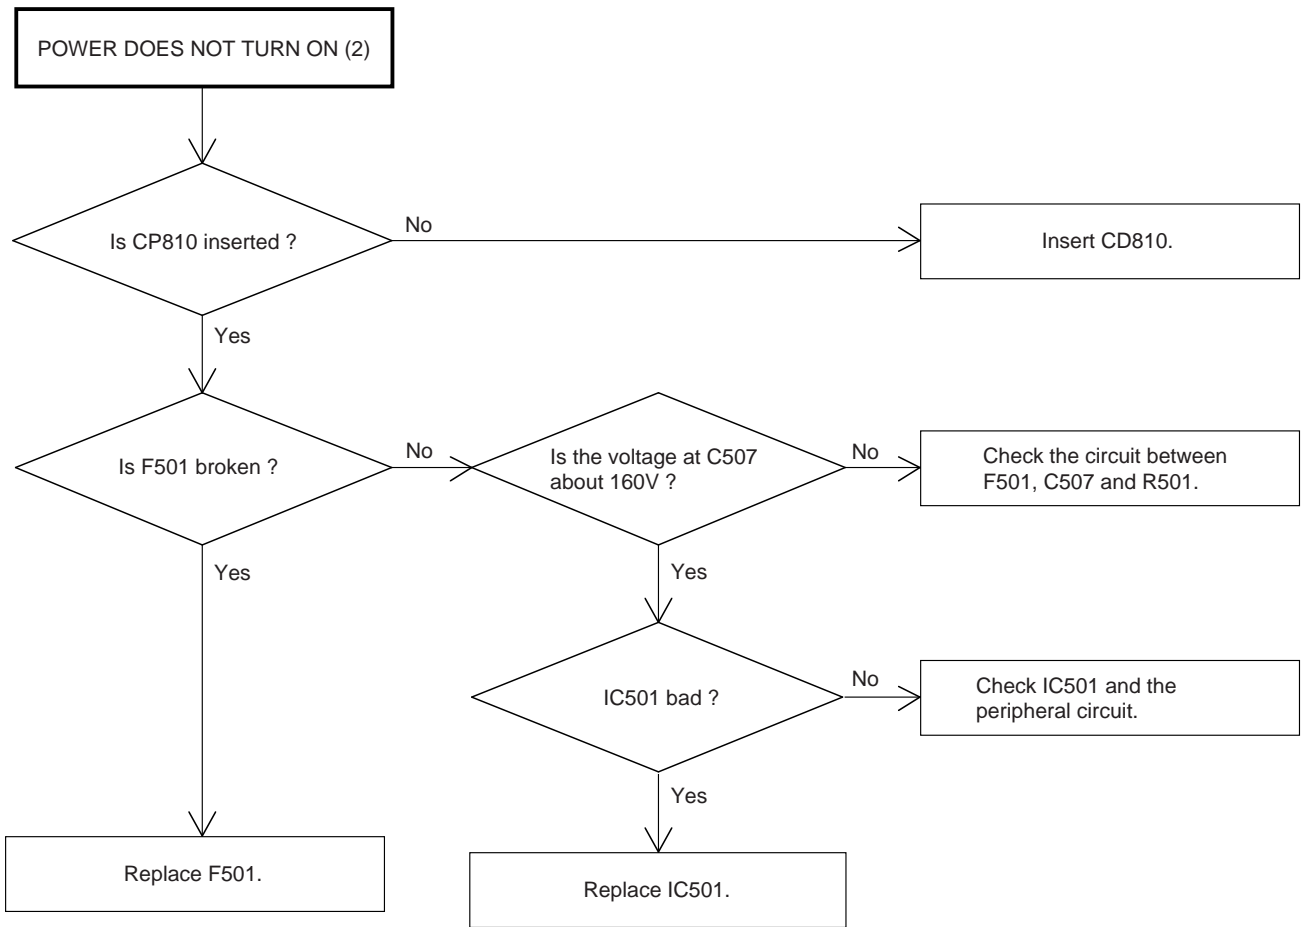 POWER DOES NOT TURN ON (2)
Is CP810 inserted ?
No
Insert CD810.
Yes
Is F501 broken ?
No
Is the voltage at C507
about 160V ?
No
Check the circuit between
F501, C507 and R501.
Yes
Yes
IC501 bad ?
No
Check IC501 and the
peripheral circuit.
Yes
Replace F501.
Replace IC501.